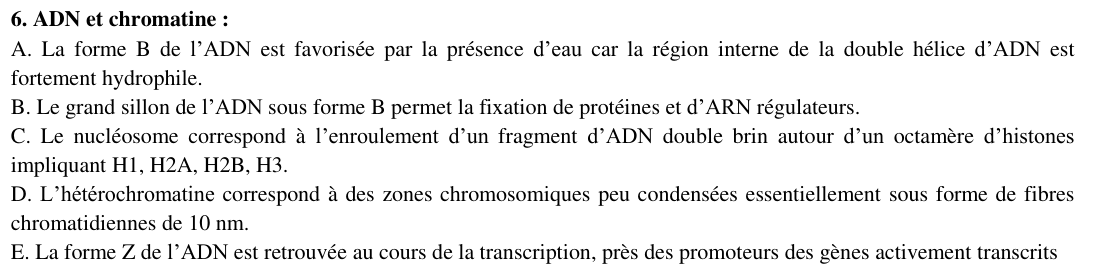 6. ADN et chromatine :
A. La forme B de l’ADN est favorisée par la présence d’eau car la région interne de la double hélice d’ADN est
fortement hydrophile.
B. Le grand sillon de l’ADN sous forme B permet la fixation de protéines et d’ARN régulateurs.
C. Le nucléosome correspond à l’enroulement d’un fragment d’ADN double brin autour d’un octamère d’histones
impliquant H1, H2A, H2B, H3.
D. L’hétérochromatine correspond à des zones chromosomiques peu condensées essentiellement sous forme de fibres
chromatidiennes de 10 nm.
E. La forme Z de l’ADN est retrouvée au cours de la transcription, près des promoteurs des gènes activement transcrits